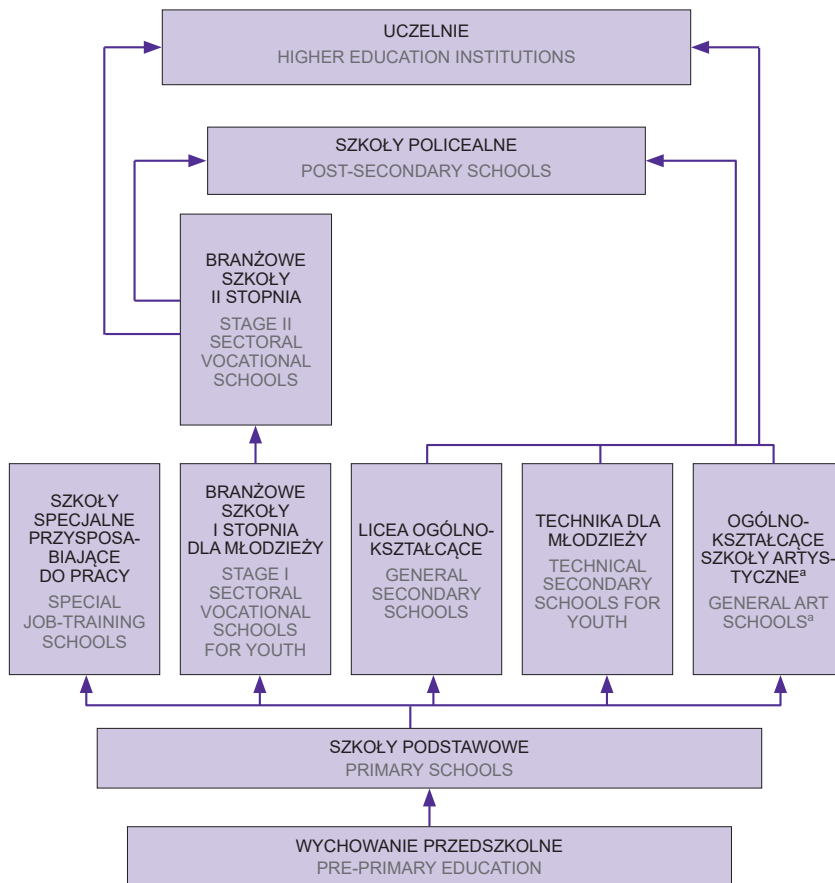 UCZELNIE
HIGHER EDUCATION INSTITUTIONS
SZKOŁY POLICEALNE
POST-SECONDARY SCHOOLS
BRANŻOWE
SZKOŁY
II STOPNIA
STAGE II
SECTORAL
VOCATIONAL
SCHOOLS
SZKOŁY
SPECJALNE
PRZYSPOSA-
BIAJĄCE
DO PRACY
SPECIAL
JOB-TRAINING
SCHOOLS
BRANŻOWE
SZKOŁY
I STOPNIA
DLA MŁODZIEŻY
STAGE I
SECTORAL
VOCATIONAL
SCHOOLS
FOR YOUTH
LICEA OGÓLNO-
KSZTAŁCĄCE
GENERAL
SECONDARY
SCHOOLS
TECHNIKA DLA
MŁODZIEŻY
TECHNICAL
SECONDARY
SCHOOLS FOR
YOUTH
OGÓLNO-
KSZTAŁCĄCE
SZKOŁY ARTYS-
TYCZNEᵃ
GENERAL ART
SCHOOLSᵃ
SZKOŁY PODSTAWOWE
PRIMARY SCHOOLS
WYCHOWANIE PRZEDSZKOLNE
PRE-PRIMARY EDUCATION